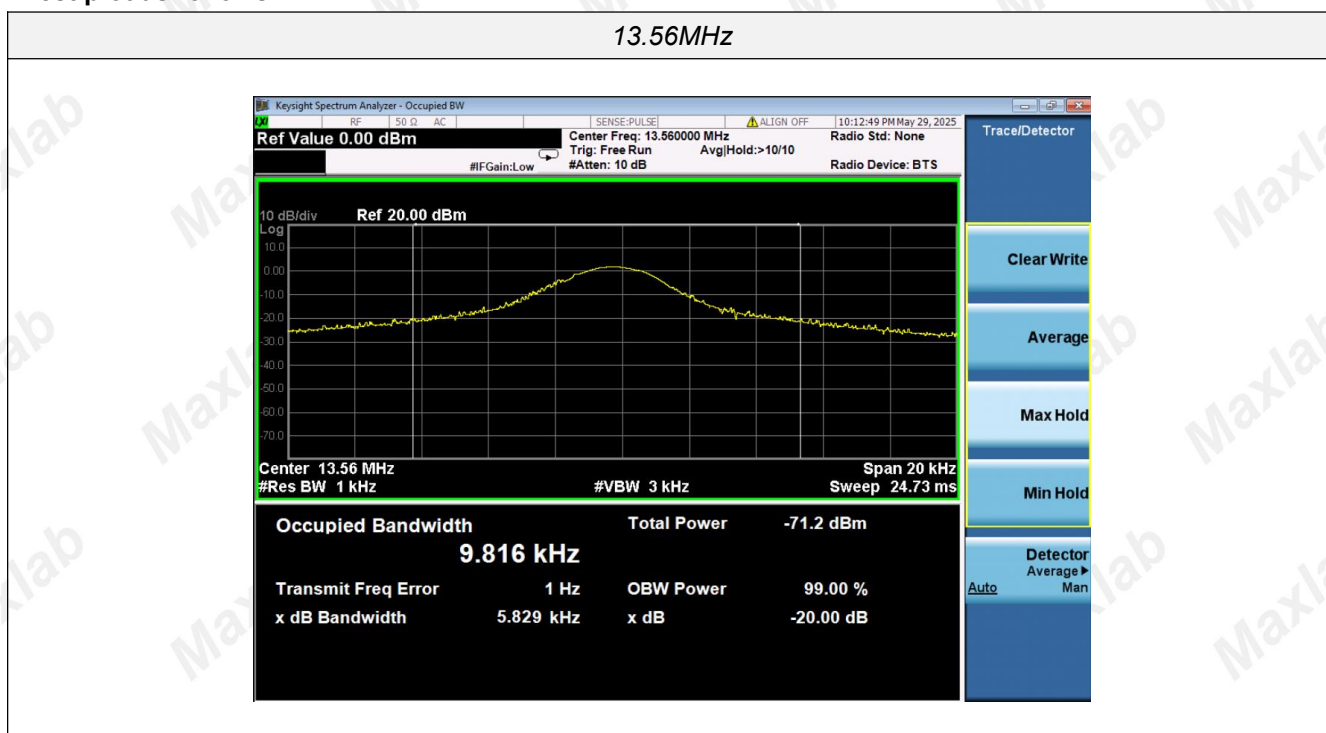 13.56MHz
Keysight Spectrum Analyzer - Occupied BW
LXI RF 50 Ω AC SENSE:PULSE ALIGN OFF 10:12:49 PM May 29, 2025
Ref Value 0.00 dBm Center Freq: 13.560000 MHz Radio Std: None
Trig: Free Run Avg|Hold:>10/10
#IFGain:Low #Atten: 10 dB Radio Device: BTS
Trace/Detector
10 dB/div Ref 20.00 dBm
Log
10.0
0.00
-10.0
-20.0
-30.0
-40.0
-50.0
-60.0
-70.0
Center 13.56 MHz Span 20 kHz
#Res BW 1 kHz #VBW 3 kHz Sweep 24.73 ms
Occupied Bandwidth Total Power -71.2 dBm
9.816 kHz
Transmit Freq Error 1 Hz OBW Power 99.00 %
x dB Bandwidth 5.829 kHz x dB -20.00 dB
Clear Write
Average
Max Hold
Min Hold
Detector
Average
Auto Man
Maxlab
Maxlab
Maxlab
Maxlab
Maxlab
Maxlab